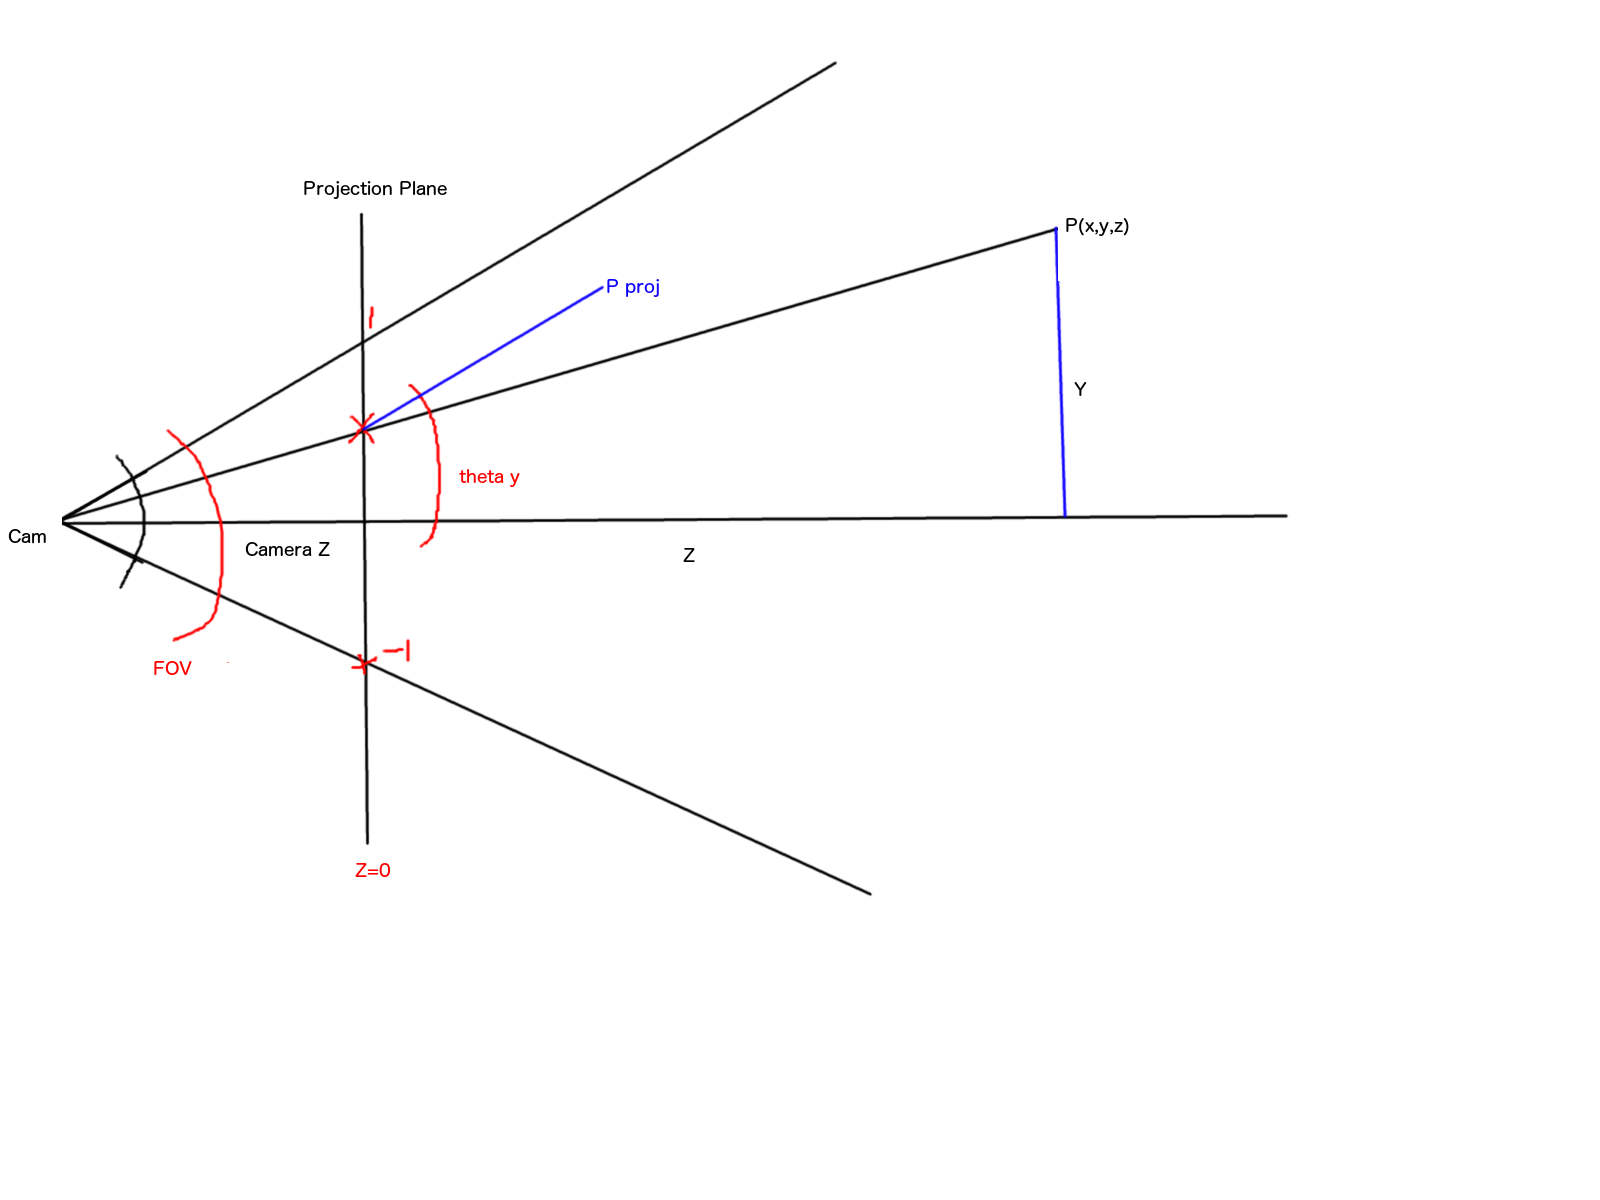 Projection Plane
P(x,y,z)
P proj
1
Y
theta y
Cam
Camera Z
Z
-1
FOV
Z=0